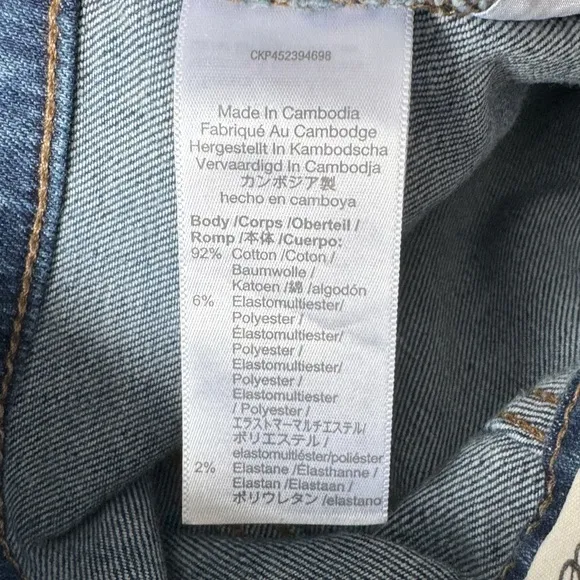 CKP452394698
Made In Cambodia
Fabriqué Au Cambodge
Hergestellt In Kambodscha
Vervaardigd In Cambodja
カンボジア製
hecho en camboya
Body /Corps /Oberteil /
Romp /本体 /Cuerpo:
92% Cotton /Coton /
Baumwolle /
Katoen /綿 /algodón
6% Elastomultiester/
Polyester /
Élastomultiester/
Polyester /
Elastomultiester/
Polyester /
Elastomultiester
/ Polyester /
エラストマーマルチエステル/
ポリエステル /
elastomultiéster/poliéster
2% Elastane /Élasthanne /
Elastan /Elastaan /
ポリウレタン /elastano